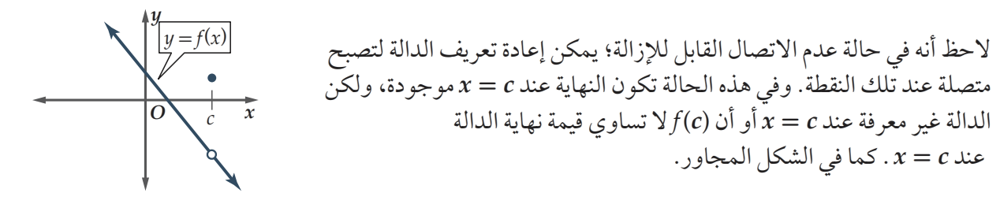 لاحظ أنه في حالة عدم الاتصال القابل للإزالة؛ يمكن إعادة تعريف الدالة لتصبح
متصلة عند تلك النقطة. وفي هذه الحالة تكون النهاية عند x = c موجودة، ولكن
الدالة غير معرفة عند x = c أو أن f(c) لا تساوي قيمة نهاية الدالة
عند x = c . كما في الشكل المجاور.
y
y = f(x)
O
c
x